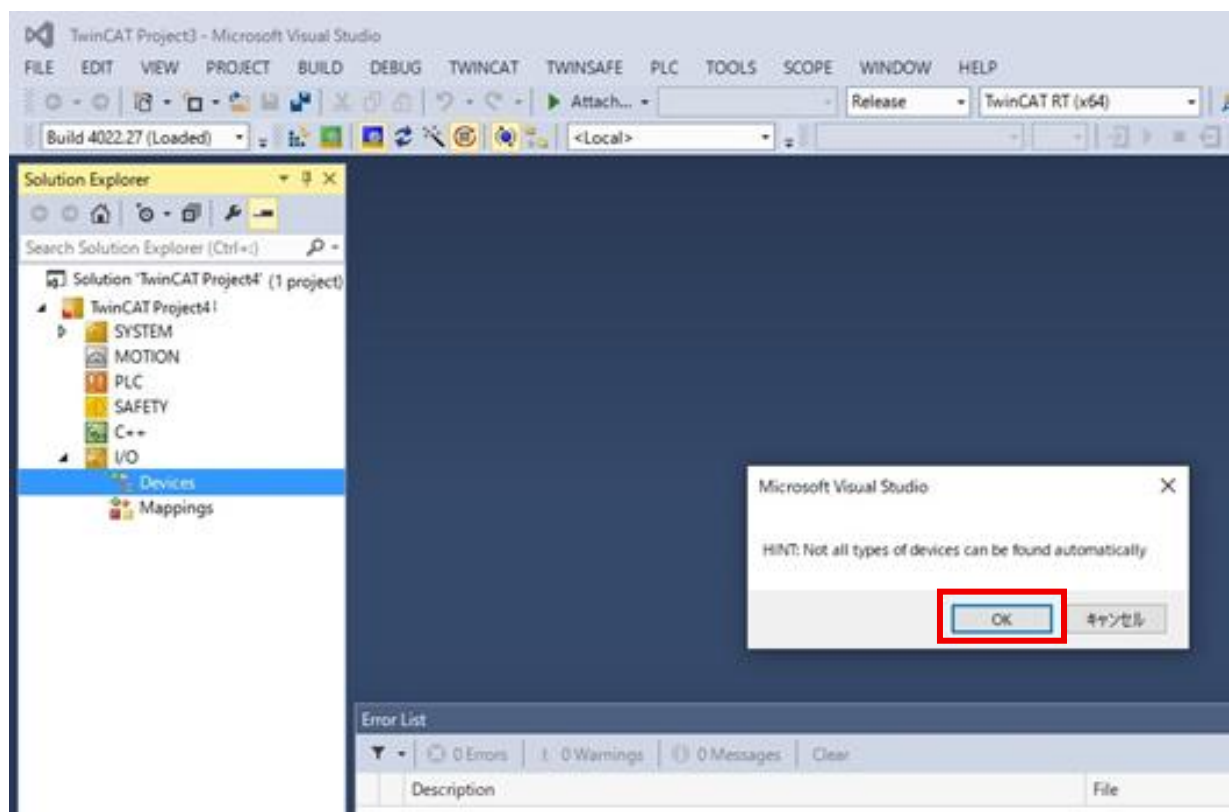 TwinCAT Project3 - Microsoft Visual Studio
FILE EDIT VIEW PROJECT BUILD DEBUG TWINCAT TWINSAFE PLC TOOLS SCOPE WINDOW HELP
Attach... Release TwinCAT RT (x64)
Build 4022.27 (Loaded) <Local>
Solution Explorer
Search Solution Explorer (Ctrl+:)
Solution 'TwinCAT Project4' (1 project)
TwinCAT Project4
SYSTEM
MOTION
PLC
SAFETY
C++
I/O
Devices
Mappings
Microsoft Visual Studio
HINT: Not all types of devices can be found automatically
OK キャンセル
Error List
0 Errors 0 Warnings 0 Messages Clear
Description File